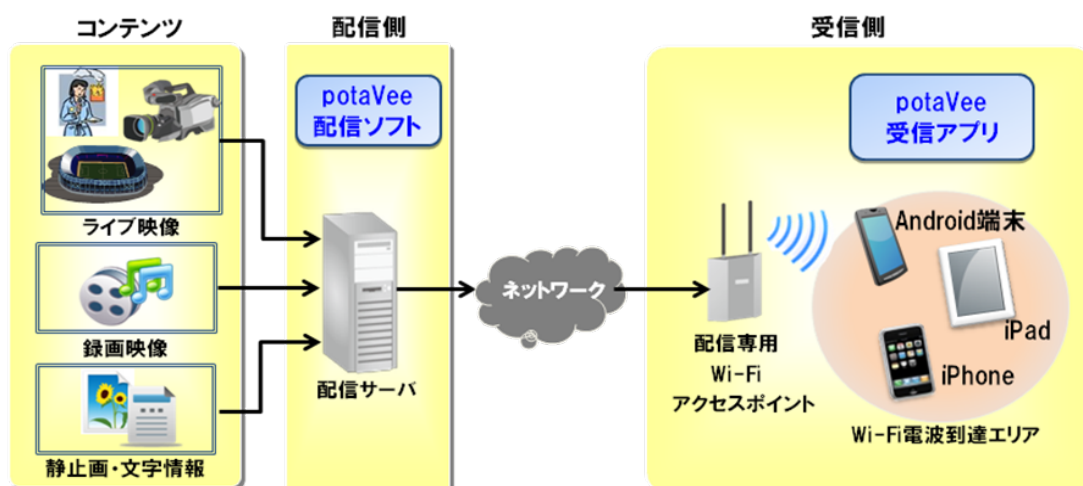 コンテンツ
配信側
受信側
potaVee
配信ソフト
potaVee
受信アプリ
ライブ映像
録画映像
静止画・文字情報
配信サーバ
ネットワーク
配信専用
Wi-Fi
アクセスポイント
Android端末
iPad
iPhone
Wi-Fi電波到達エリア